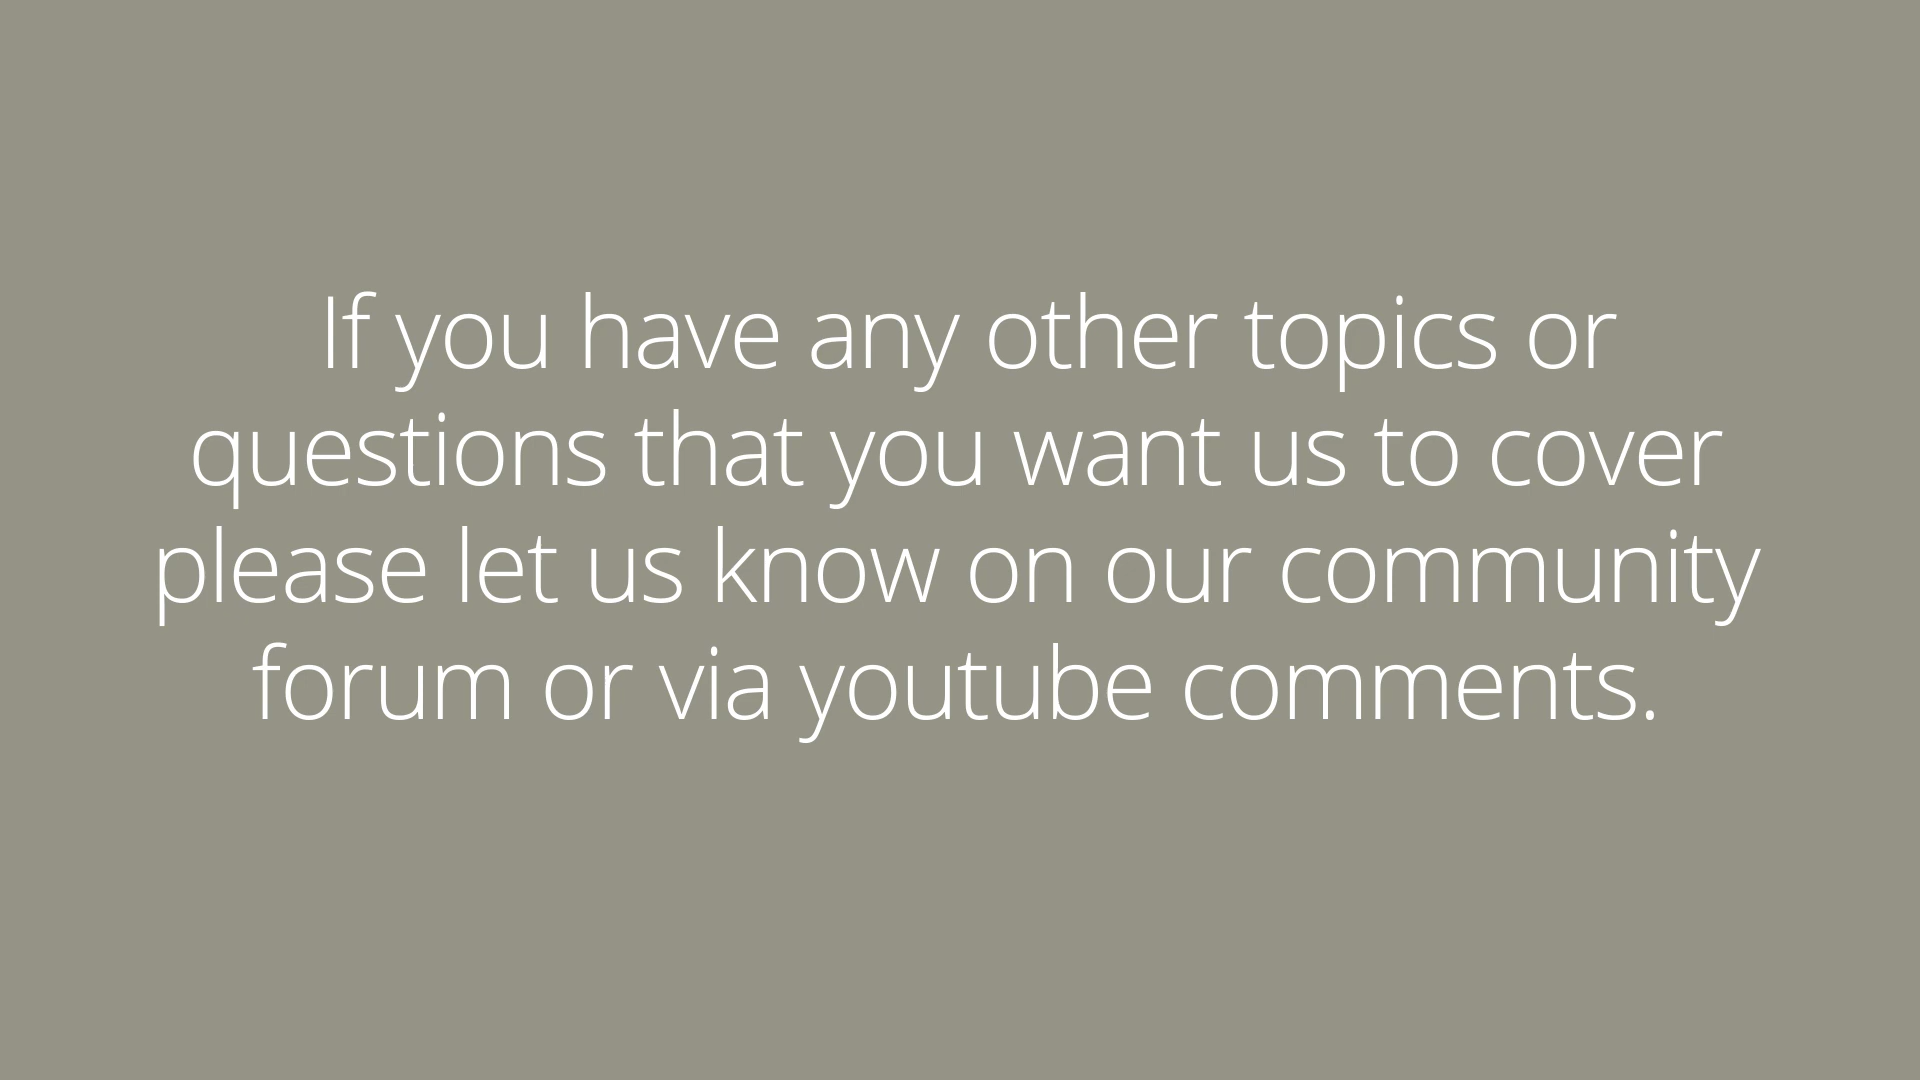 If you have any other topics or
questions that you want us to cover
please let us know on our community
forum or via youtube comments.